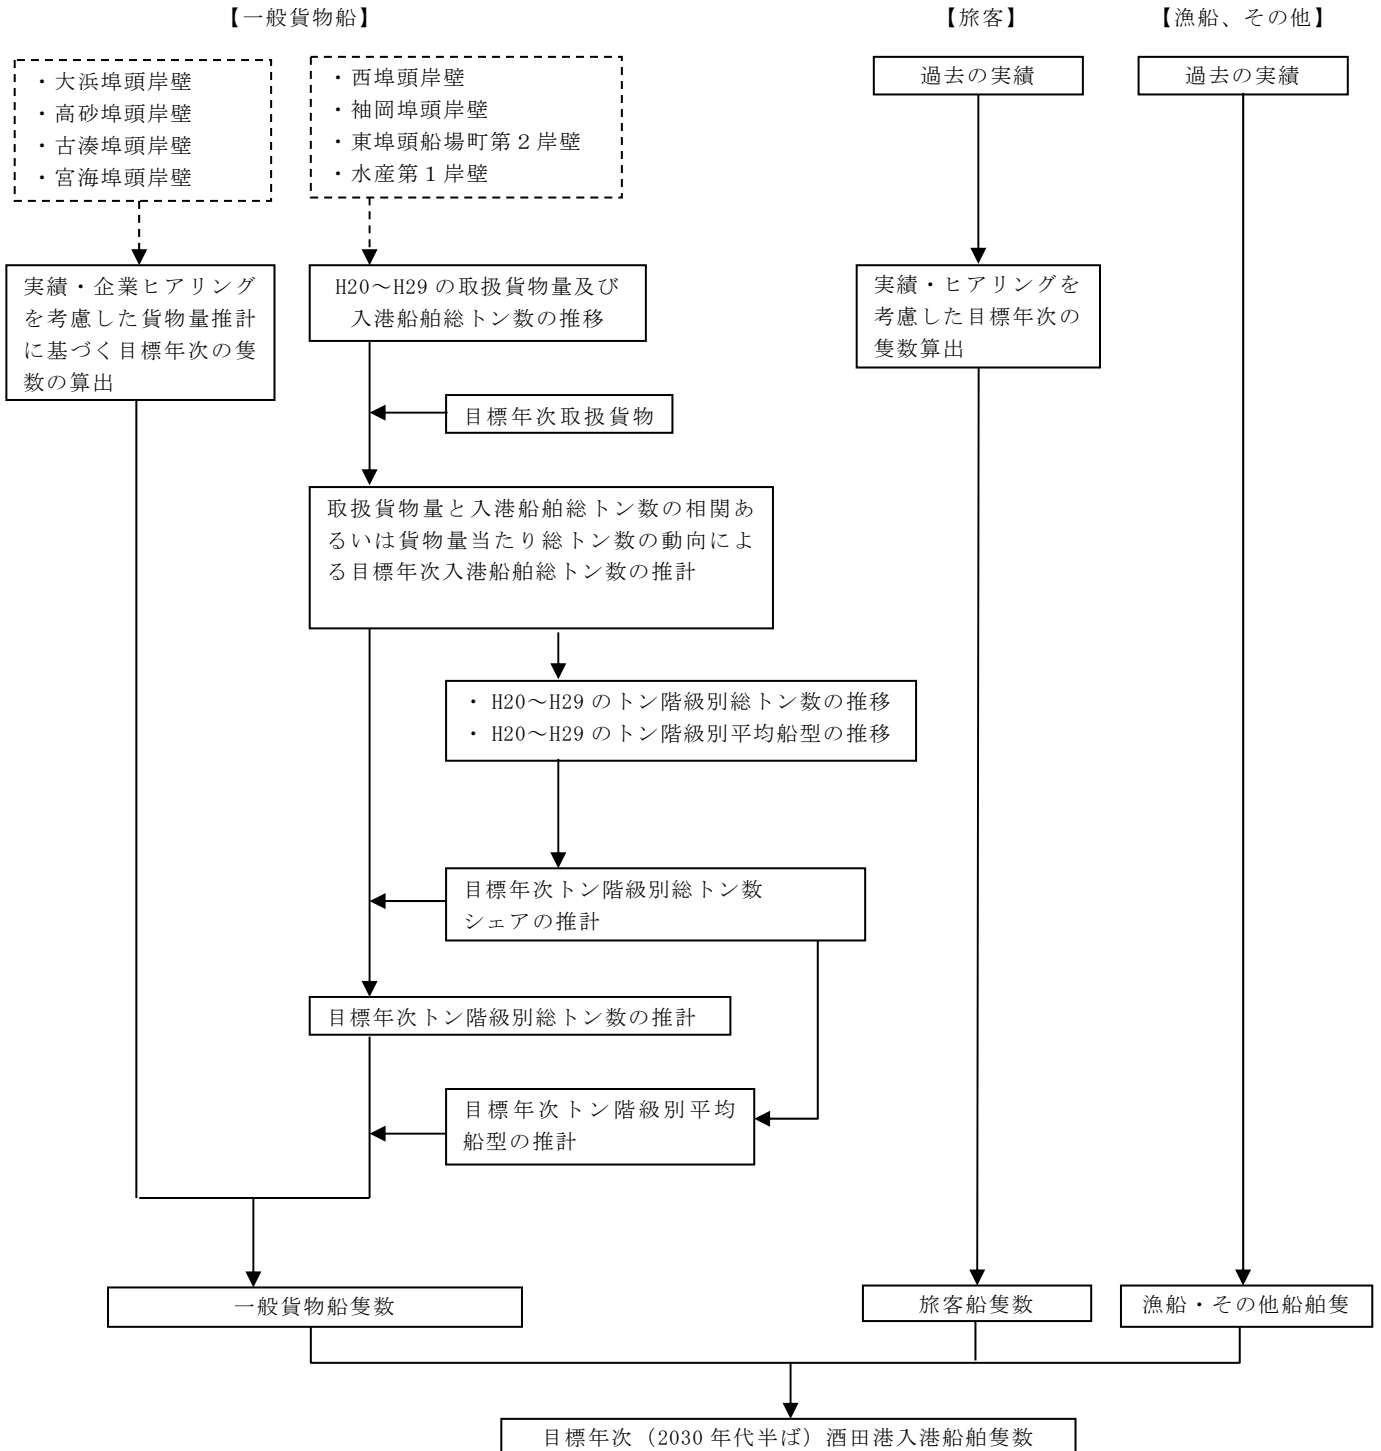 【一般貨物船】
【旅客】
【漁船、その他】
・大浜埠頭岸壁
・高砂埠頭岸壁
・古湊埠頭岸壁
・宮海埠頭岸壁
・西埠頭岸壁
・袖岡埠頭岸壁
・東埠頭船場町第２岸壁
・水産第１岸壁
過去の実績
過去の実績
実績・企業ヒアリング
を考慮した貨物量推計
に基づく目標年次の隻
数の算出
H20～H29 の取扱貨物量及び
入港船舶総トン数の推移
実績・ヒアリングを
考慮した目標年次の
隻数算出
目標年次取扱貨物
取扱貨物量と入港船舶総トン数の相関あ
るいは貨物量当たり総トン数の動向によ
る目標年次入港船舶総トン数の推計
・ H20～H29 のトン階級別総トン数の推移
・ H20～H29 のトン階級別平均船型の推移
目標年次トン階級別総トン数
シェアの推計
目標年次トン階級別総トン数の推計
目標年次トン階級別平均
船型の推計
一般貨物船隻数
旅客船隻数
漁船・その他船舶隻
目標年次（2030 年代半ば）酒田港入港船舶隻数